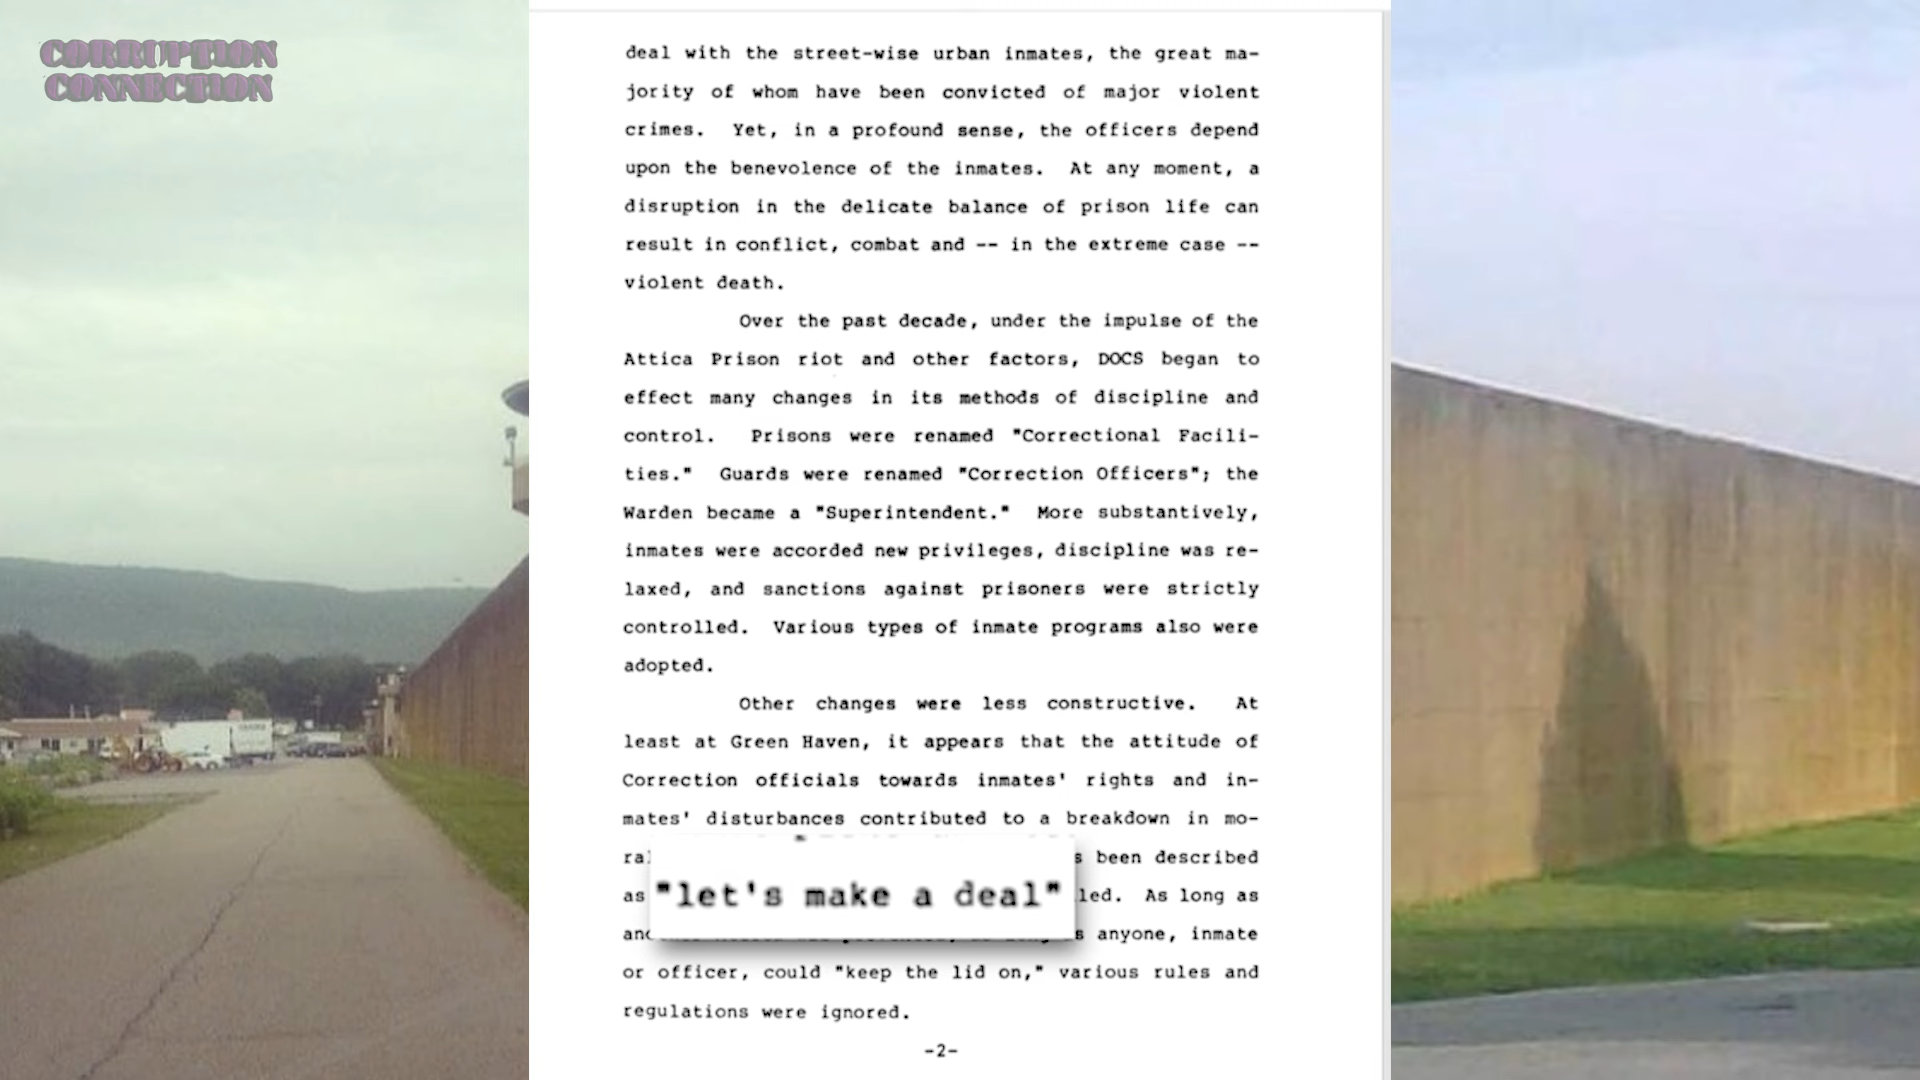 CORRUPTION
CONNECTION
deal with the street-wise urban inmates, the great ma-
jority of whom have been convicted of major violent
crimes. Yet, in a profound sense, the officers depend
upon the benevolence of the inmates. At any moment, a
disruption in the delicate balance of prison life can
result in conflict, combat and -- in the extreme case --
violent death.
Over the past decade, under the impulse of the
Attica Prison riot and other factors, DOCS began to
effect many changes in its methods of discipline and
control. Prisons were renamed "Correctional Facili-
ties." Guards were renamed "Correction Officers"; the
Warden became a "Superintendent." More substantively,
inmates were accorded new privileges, discipline was re-
laxed, and sanctions against prisoners were strictly
controlled. Various types of inmate programs also were
adopted.
Other changes were less constructive. At
least at Green Haven, it appears that the attitude of
Correction officials towards inmates' rights and in-
mates' disturbances contributed to a breakdown in mo-
been described
as "let's make a deal" As long as
anyone, inmate
or officer, could "keep the lid on," various rules and
regulations were ignored.
-2-